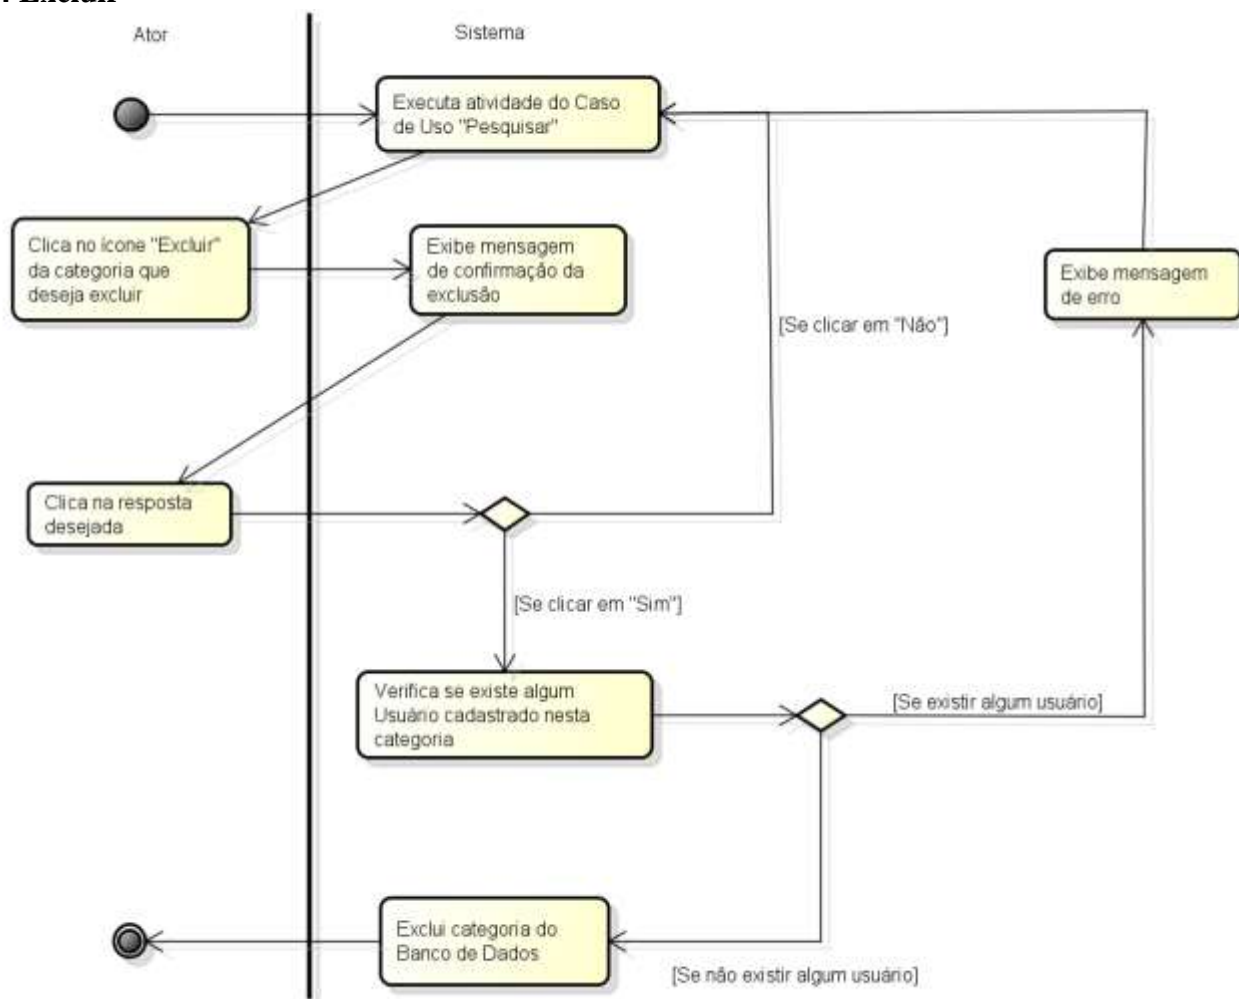 Excluir
Ator
Sistema
Executa atividade do Caso
de Uso "Pesquisar"
Clica no ícone "Excluir"
da categoria que
deseja excluir
Exibe mensagem
de confirmação da
exclusão
Exibe mensagem
de erro
[Se clicar em "Não"]
Clica na resposta
desejada
[Se clicar em "Sim"]
Verifica se existe algum
Usuário cadastrado nesta
categoria
[Se existir algum usuário]
Exclui categoria do
Banco de Dados
[Se não existir algum usuário]